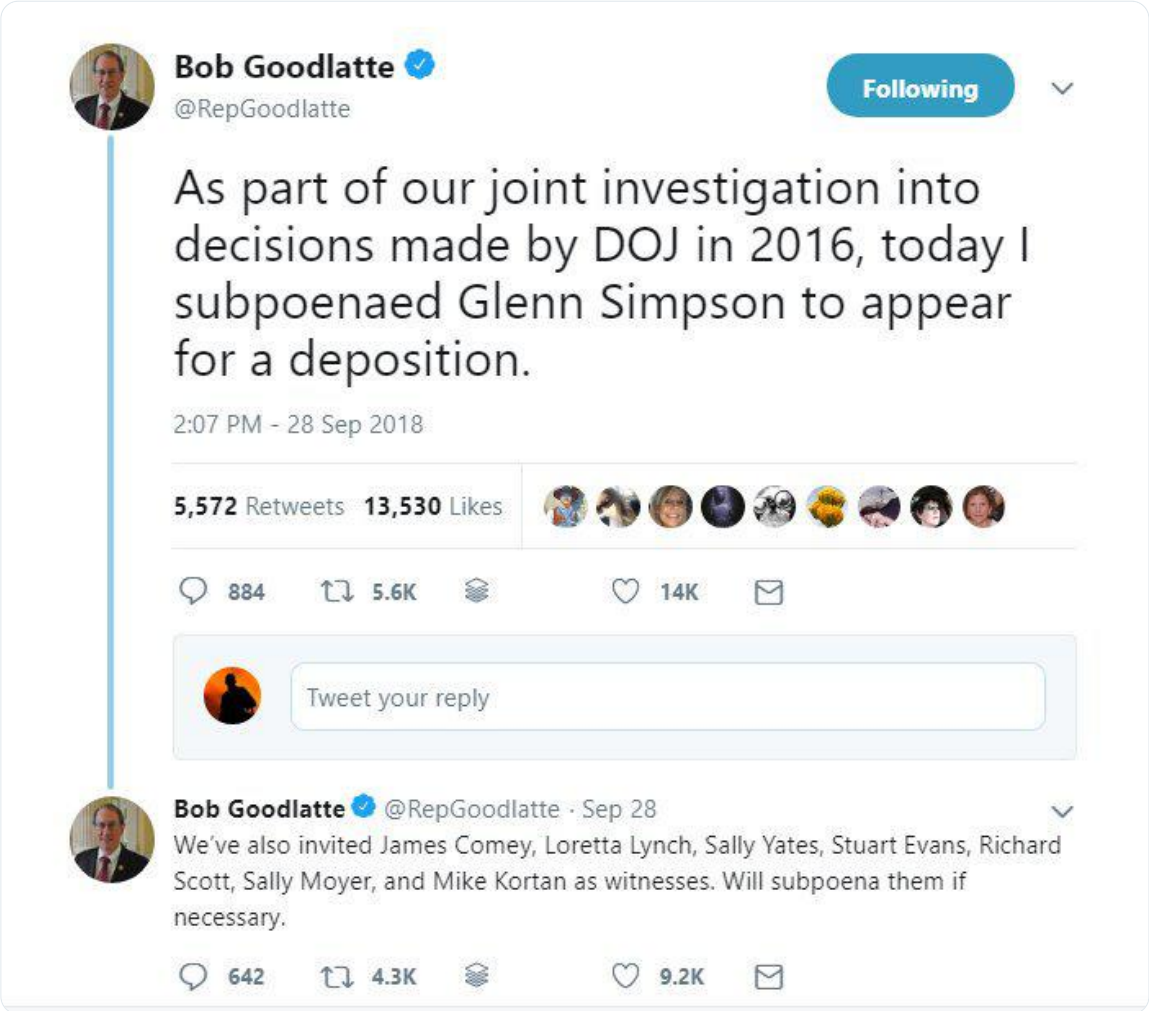 Bob Goodlatte
@RepGoodlatte
Following
As part of our joint investigation into
decisions made by DOJ in 2016, today I
subpoenaed Glenn Simpson to appear
for a deposition.
2:07 PM - 28 Sep 2018
5,572 Retweets 13,530 Likes
884 5.6K 14K
Tweet your reply
Bob Goodlatte @RepGoodlatte · Sep 28
We've also invited James Comey, Loretta Lynch, Sally Yates, Stuart Evans, Richard
Scott, Sally Moyer, and Mike Kortan as witnesses. Will subpoena them if
necessary.
642 4.3K 9.2K